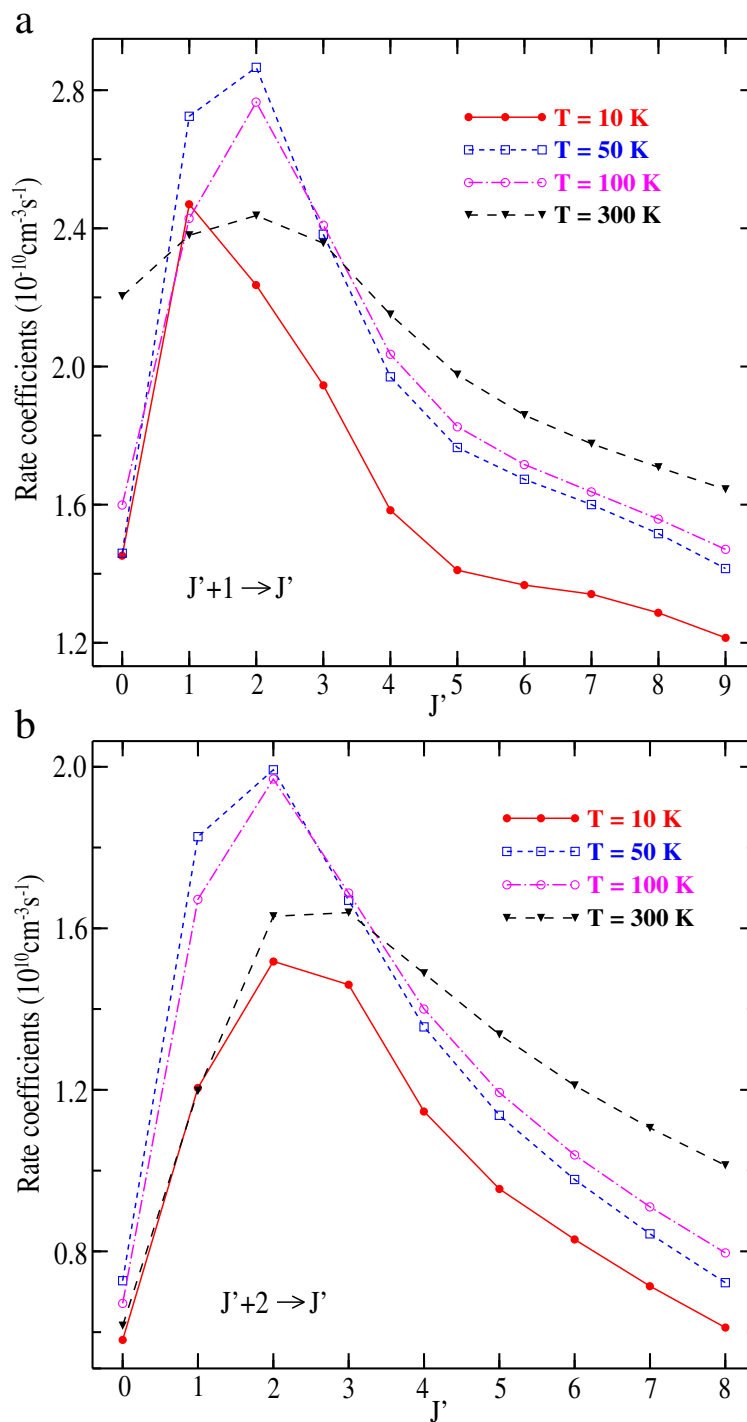 a
2.8
2.4
2.0
1.6
1.2
Rate coefficients (10-10cm-3s-1)
T = 10 K
T = 50 K
T = 100 K
T = 300 K
J'+1 → J'
0 1 2 3 4 5 6 7 8 9
J'
b
2.0
1.6
1.2
0.8
Rate coefficients (1010cm-3s-1)
T = 10 K
T = 50 K
T = 100 K
T = 300 K
J'+2 → J'
0 1 2 3 4 5 6 7 8
J'